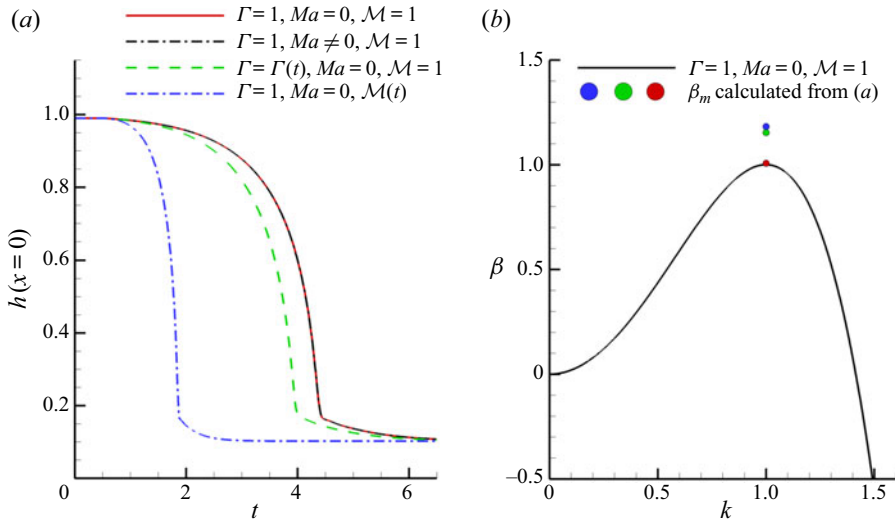 (a)
Γ = 1, Ma = 0, ℳ = 1
Γ = 1, Ma ≠ 0, ℳ = 1
Γ = Γ(t), Ma = 0, ℳ = 1
Γ = 1, Ma = 0, ℳ(t)
1.0
0.8
0.6
0.4
0.2
0
2
4
6
h(x = 0)
t
(b)
Γ = 1, Ma = 0, ℳ = 1
βm calculated from (a)
1.5
1.0
0.5
0
–0.5
0
0.5
1.0
1.5
β
k